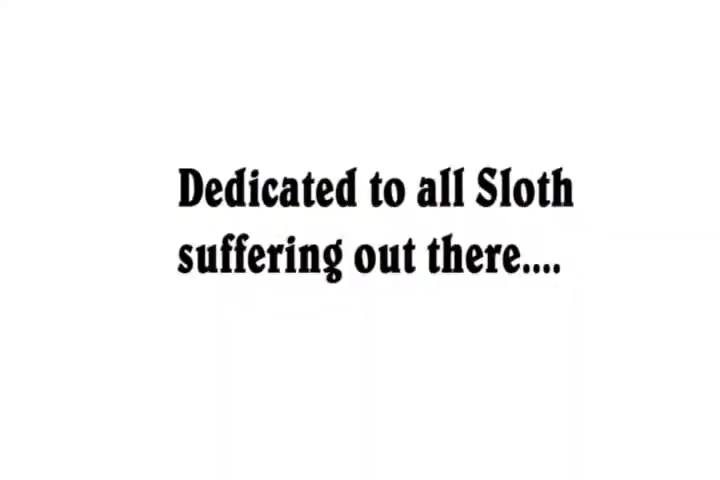 Dedicated to all Sloth
suffering out there....